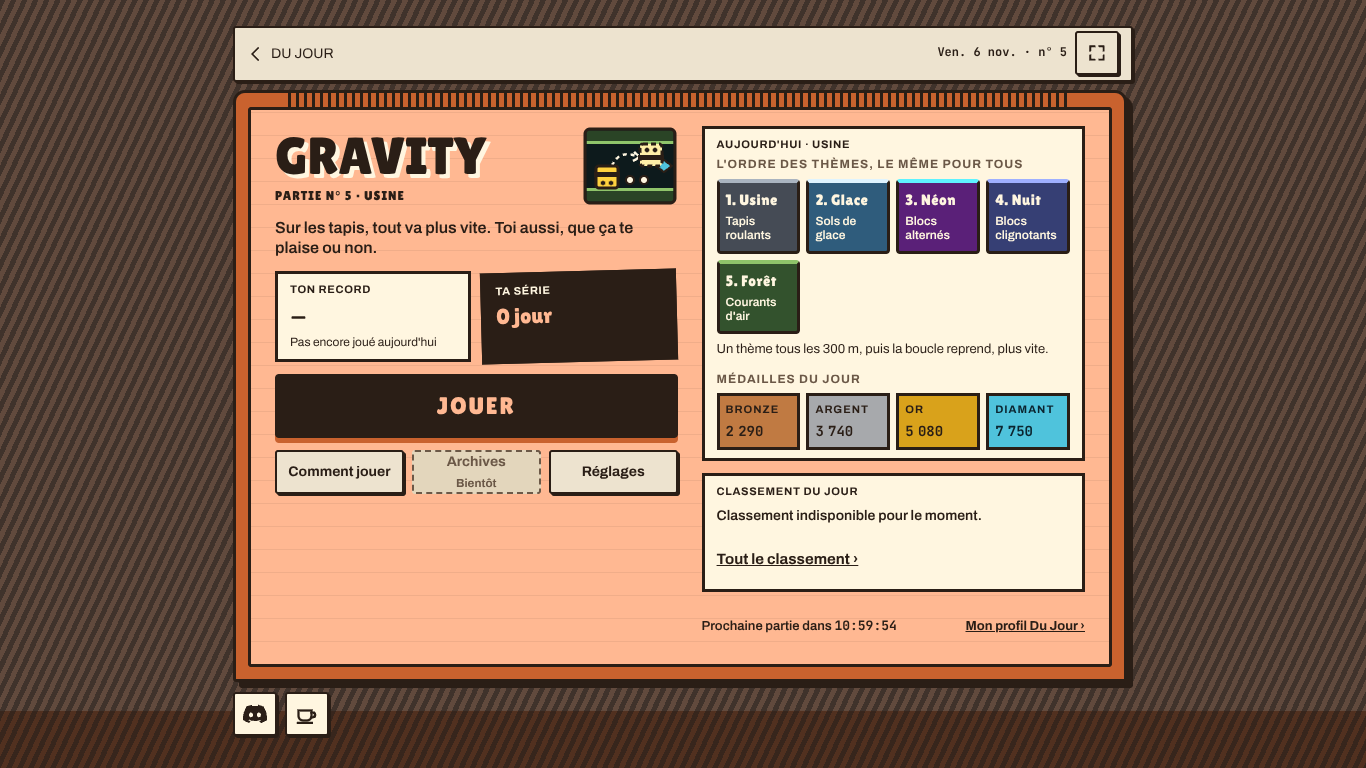 DU JOUR
Ven. 6 nov. · n° 5
GRAVITY
PARTIE N° 5 · USINE
Sur les tapis, tout va plus vite. Toi aussi, que ça te
plaise ou non.
TON RECORD
—
Pas encore joué aujourd'hui
TA SÉRIE
0 jour
JOUER
Comment jouer
Archives
Bientôt
Réglages
AUJOURD'HUI · USINE
L'ORDRE DES THÈMES, LE MÊME POUR TOUS
1. Usine
Tapis
roulants
2. Glace
Sols de
glace
3. Néon
Blocs
alternés
4. Nuit
Blocs
clignotants
5. Forêt
Courants
d'air
Un thème tous les 300 m, puis la boucle reprend, plus vite.
MÉDAILLES DU JOUR
BRONZE
2 290
ARGENT
3 740
OR
5 080
DIAMANT
7 750
CLASSEMENT DU JOUR
Classement indisponible pour le moment.
Tout le classement ›
Prochaine partie dans 10:59:54
Mon profil Du Jour ›